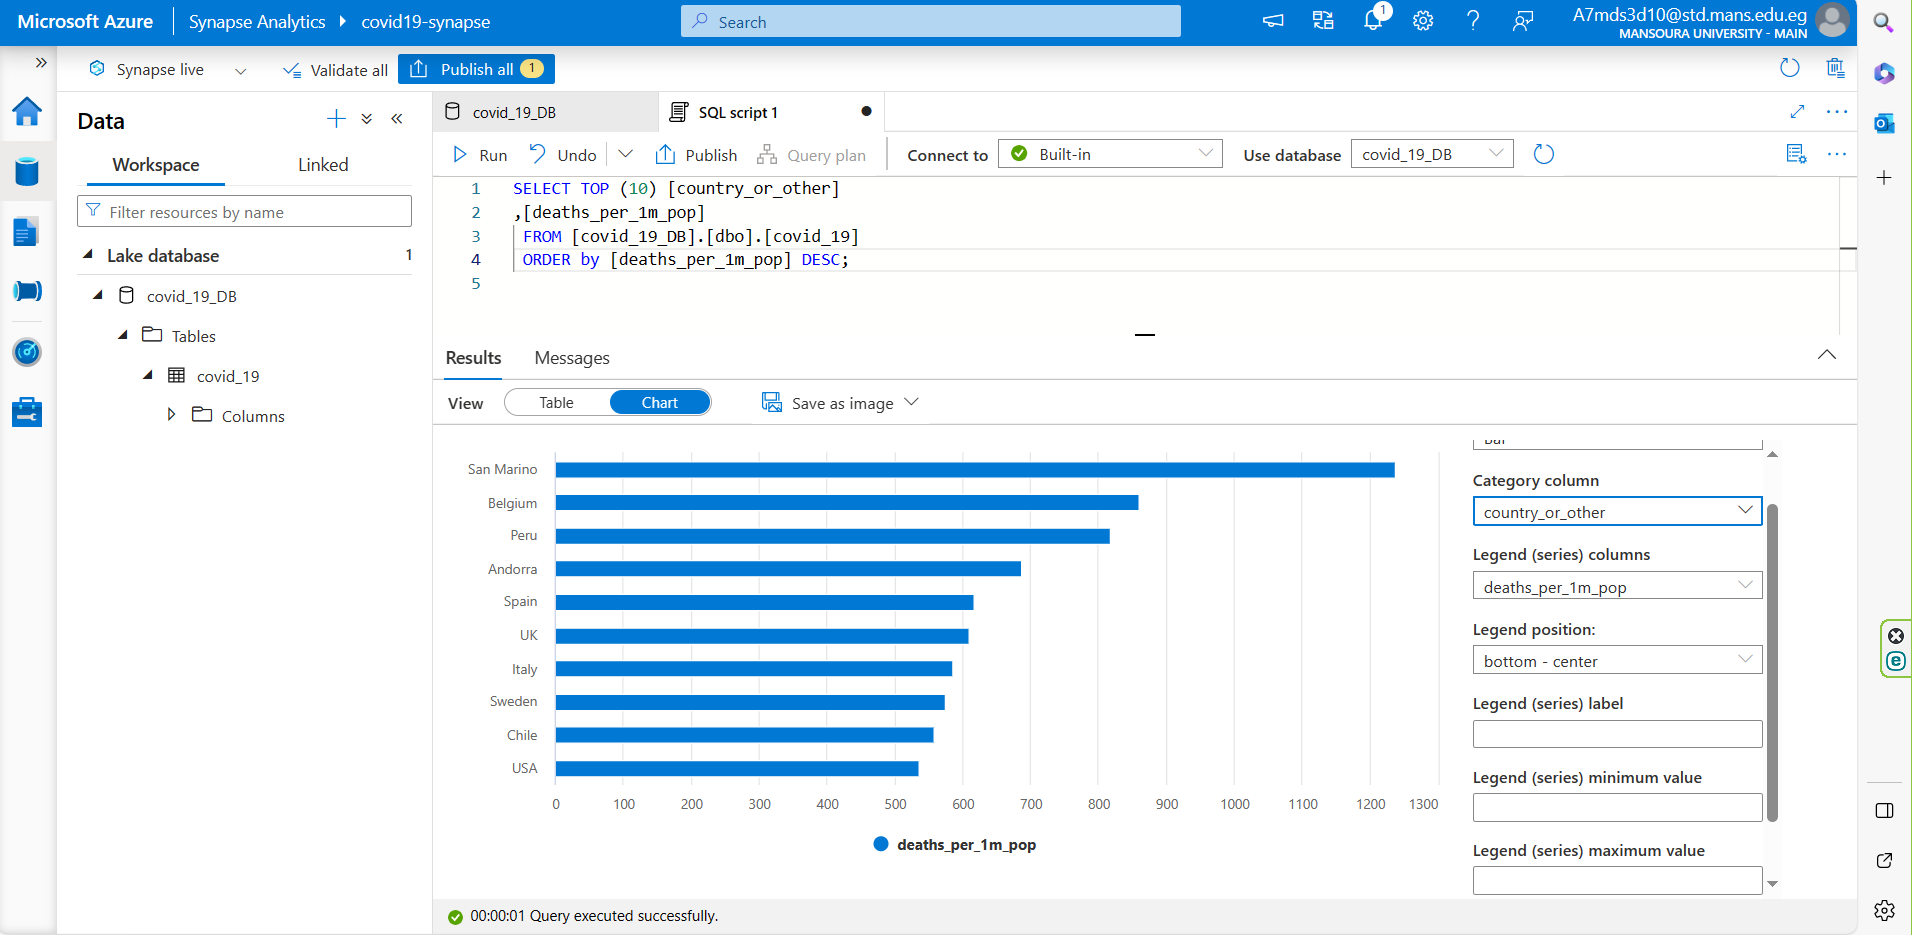 Microsoft Azure
Synapse Analytics
covid19-synapse
Search
1
A7mds3d10@std.mans.edu.eg
MANSOURA UNIVERSITY - MAIN
Synapse live
Validate all
Publish all 1
Data
Workspace
Linked
Filter resources by name
Lake database 1
covid_19_DB
Tables
covid_19
Columns
covid_19_DB
SQL script 1
Run
Undo
Publish
Query plan
Connect to
Built-in
Use database
covid_19_DB
1 SELECT TOP (10) [country_or_other]
2 ,[deaths_per_1m_pop]
3 FROM [covid_19_DB].[dbo].[covid_19]
4 ORDER by [deaths_per_1m_pop] DESC;
5
Results
Messages
View
Table
Chart
Save as image
San Marino
Belgium
Peru
Andorra
Spain
UK
Italy
Sweden
Chile
USA
0 100 200 300 400 500 600 700 800 900 1000 1100 1200 1300
deaths_per_1m_pop
Bar
Category column
country_or_other
Legend (series) columns
deaths_per_1m_pop
Legend position:
bottom - center
Legend (series) label
Legend (series) minimum value
Legend (series) maximum value
00:00:01 Query executed successfully.